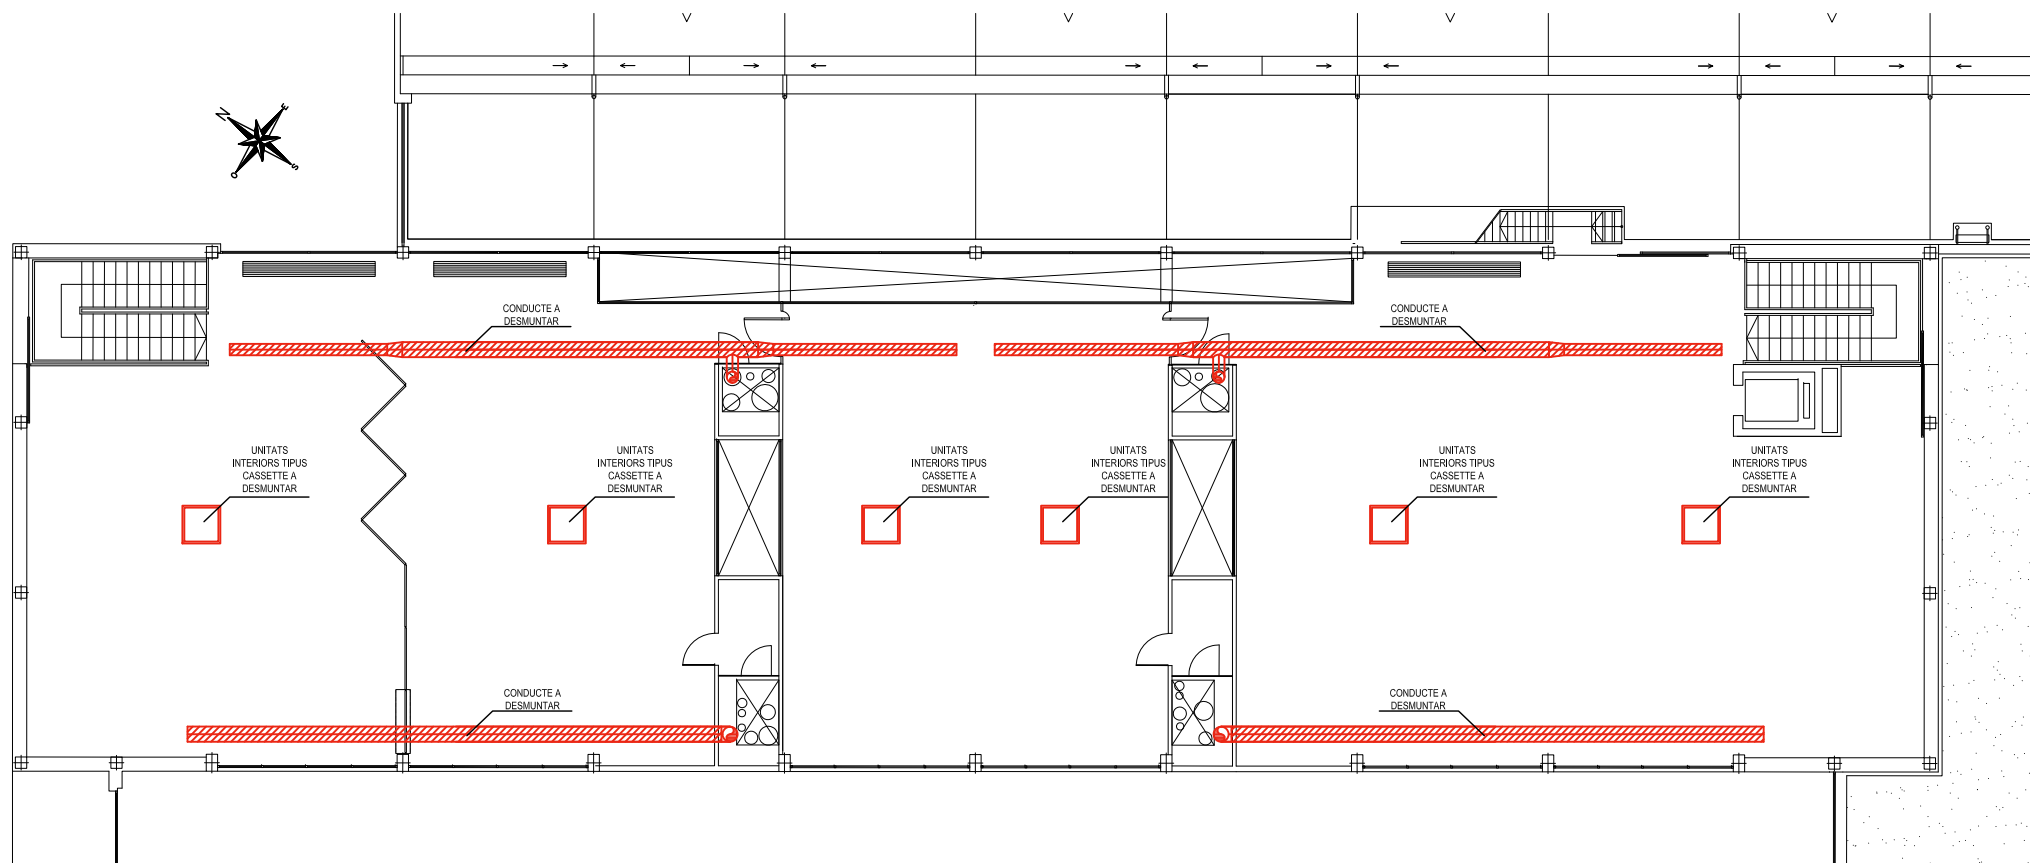 N
E
S
O
CONDUCTE A
DESMUNTAR
CONDUCTE A
DESMUNTAR
UNITATS
INTERIORS TIPUS
CASSETTE A
DESMUNTAR
UNITATS
INTERIORS TIPUS
CASSETTE A
DESMUNTAR
UNITATS
INTERIORS TIPUS
CASSETTE A
DESMUNTAR
UNITATS
INTERIORS TIPUS
CASSETTE A
DESMUNTAR
UNITATS
INTERIORS TIPUS
CASSETTE A
DESMUNTAR
UNITATS
INTERIORS TIPUS
CASSETTE A
DESMUNTAR
CONDUCTE A
DESMUNTAR
CONDUCTE A
DESMUNTAR